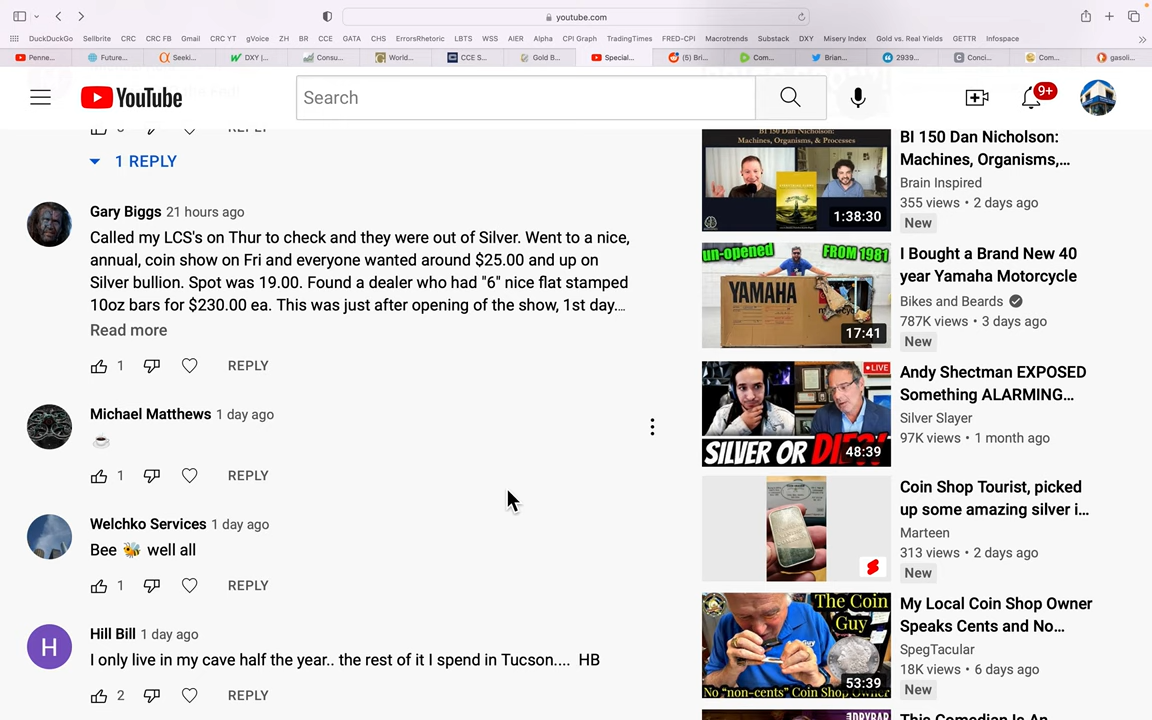 youtube.com
DuckDuckGo Sellbrite CRC CRC FB Gmail CRC YT gVoice ZH BR CCE GATA CHS ErrorsRhetoric LBTS WSS AIER Alpha CPI Graph TradingTimes FRED-CPI Macrotrends Substack DXY Misery Index Gold vs. Real Yields GETTR Infospace
Penne... Future... Seeki... DXY |... Consu... World... CCE S... Gold B... Special... (5) Bri... Com... Brian... 2939... Conci... Com... gasoli...
YouTube
Search
9+
REPLY
1 REPLY
Gary Biggs 21 hours ago
Called my LCS's on Thur to check and they were out of Silver. Went to a nice,
annual, coin show on Fri and everyone wanted around $25.00 and up on
Silver bullion. Spot was 19.00. Found a dealer who had "6" nice flat stamped
10oz bars for $230.00 ea. This was just after opening of the show, 1st day....
Read more
1 REPLY
Michael Matthews 1 day ago
☕
1 REPLY
Welchko Services 1 day ago
Bee 🐝 well all
1 REPLY
H
Hill Bill 1 day ago
I only live in my cave half the year.. the rest of it I spend in Tucson.... HB
2 REPLY
BI 150 Dan Nicholson:
Machines, Organisms, & Processes
1:38:30
BI 150 Dan Nicholson:
Machines, Organisms,...
Brain Inspired
355 views • 2 days ago
New
un-opened FROM 1981
YAMAHA
17:41
I Bought a Brand New 40
year Yamaha Motorcycle
Bikes and Beards
787K views • 3 days ago
New
LIVE
SILVER OR DIE
48:39
Andy Shectman EXPOSED
Something ALARMING...
Silver Slayer
97K views • 1 month ago
Coin Shop Tourist, picked
up some amazing silver i...
Marteen
313 views • 2 days ago
New
The Coin
Guy
No "non-cents" Coin Shop Owner
53:39
My Local Coin Shop Owner
Speaks Cents and No...
SpegTacular
18K views • 6 days ago
New
This Comedian Is An